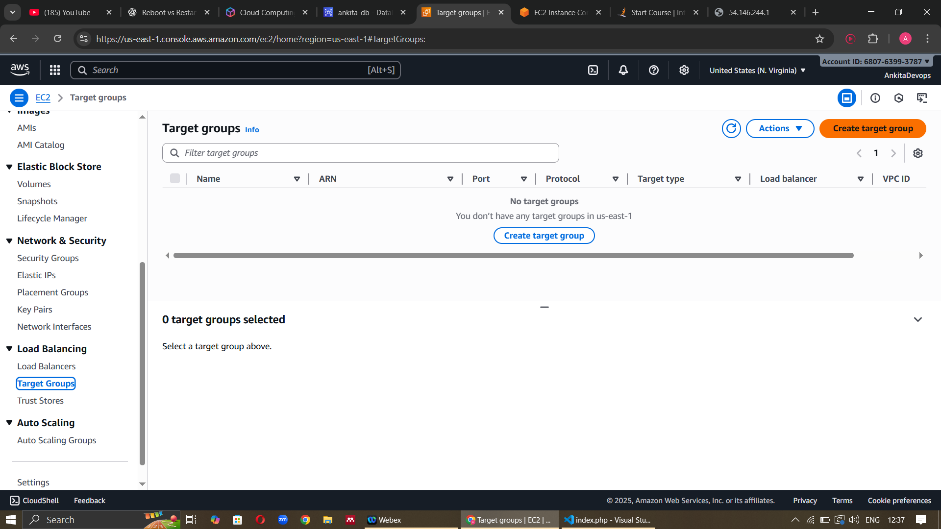 (185) YouTube
Reboot vs Restar
Cloud Computin
ankita_db - Data
Target groups | E
EC2 Instance Co
Start Course | In
54.146.244.1
https://us-east-1.console.aws.amazon.com/ec2/home?region=us-east-1#TargetGroups:
A
aws
Search
[Alt+S]
United States (N. Virginia)
Account ID: 6807-6399-3787
AnkitaDevops
EC2
Target groups
Images
AMIs
AMI Catalog
Elastic Block Store
Volumes
Snapshots
Lifecycle Manager
Network & Security
Security Groups
Elastic IPs
Placement Groups
Key Pairs
Network Interfaces
Load Balancing
Load Balancers
Target Groups
Trust Stores
Auto Scaling
Auto Scaling Groups
Settings
Target groups Info
Actions
Create target group
Filter target groups
1
Name
ARN
Port
Protocol
Target type
Load balancer
VPC ID
No target groups
You don't have any target groups in us-east-1
Create target group
0 target groups selected
Select a target group above.
CloudShell
Feedback
© 2025, Amazon Web Services, Inc. or its affiliates.
Privacy
Terms
Cookie preferences
Search
Webex
Target groups | EC2 | ...
index.php - Visual Stu...
ENG
12:37